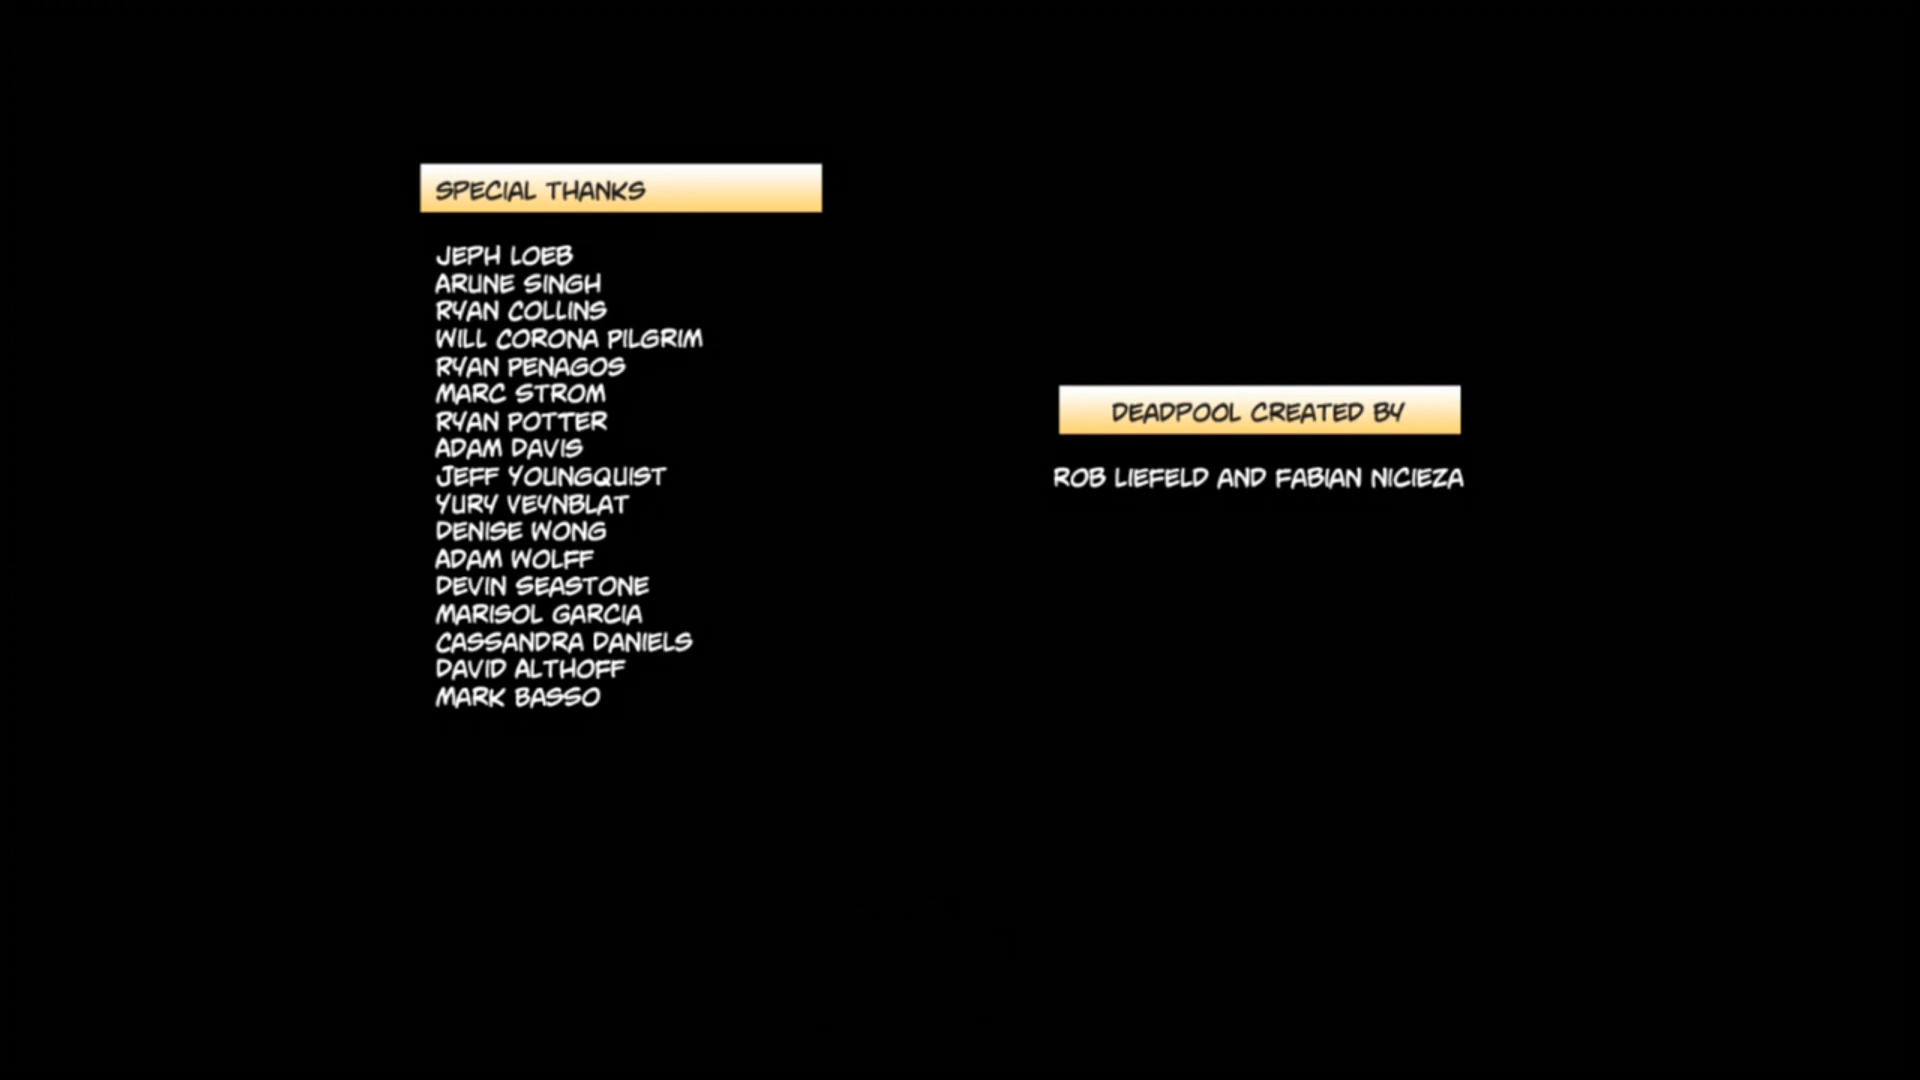 SPECIAL THANKS
JEPH LOEB
ARUNE SINGH
RYAN COLLINS
WILL CORONA PILGRIM
RYAN PENAGOS
MARC STROM
RYAN POTTER
ADAM DAVIS
JEFF YOUNGQUIST
YURY VEYNBLAT
DENISE WONG
ADAM WOLFF
DEVIN SEASTONE
MARISOL GARCIA
CASSANDRA DANIELS
DAVID ALTHOFF
MARK BASSO
DEADPOOL CREATED BY
ROB LIEFELD AND FABIAN NICIEZA